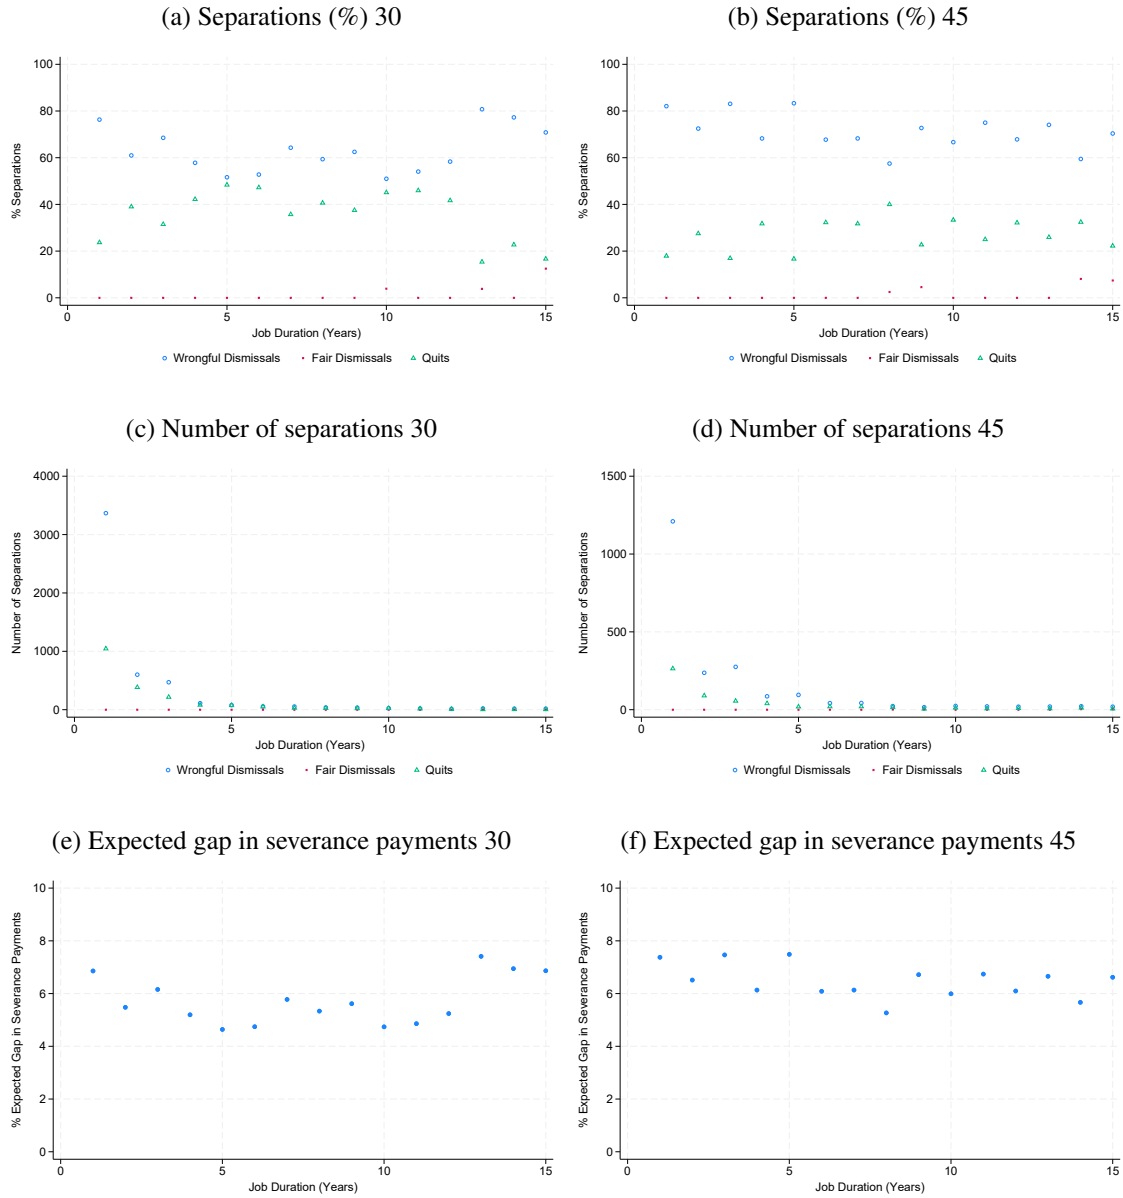 (a) Separations (%) 30
% Separations
100
80
60
40
20
0
0 5 10 15
Job Duration (Years)
Wrongful Dismissals Fair Dismissals Quits
(b) Separations (%) 45
% Separations
100
80
60
40
20
0
0 5 10 15
Job Duration (Years)
Wrongful Dismissals Fair Dismissals Quits
(c) Number of separations 30
Number of Separations
4000
3000
2000
1000
0
0 5 10 15
Job Duration (Years)
Wrongful Dismissals Fair Dismissals Quits
(d) Number of separations 45
Number of Separations
1500
1000
500
0
0 5 10 15
Job Duration (Years)
Wrongful Dismissals Fair Dismissals Quits
(e) Expected gap in severance payments 30
% Expected Gap in Severance Payments
10
8
6
4
2
0
0 5 10 15
Job Duration (Years)
(f) Expected gap in severance payments 45
% Expected Gap in Severance Payments
10
8
6
4
2
0
0 5 10 15
Job Duration (Years)